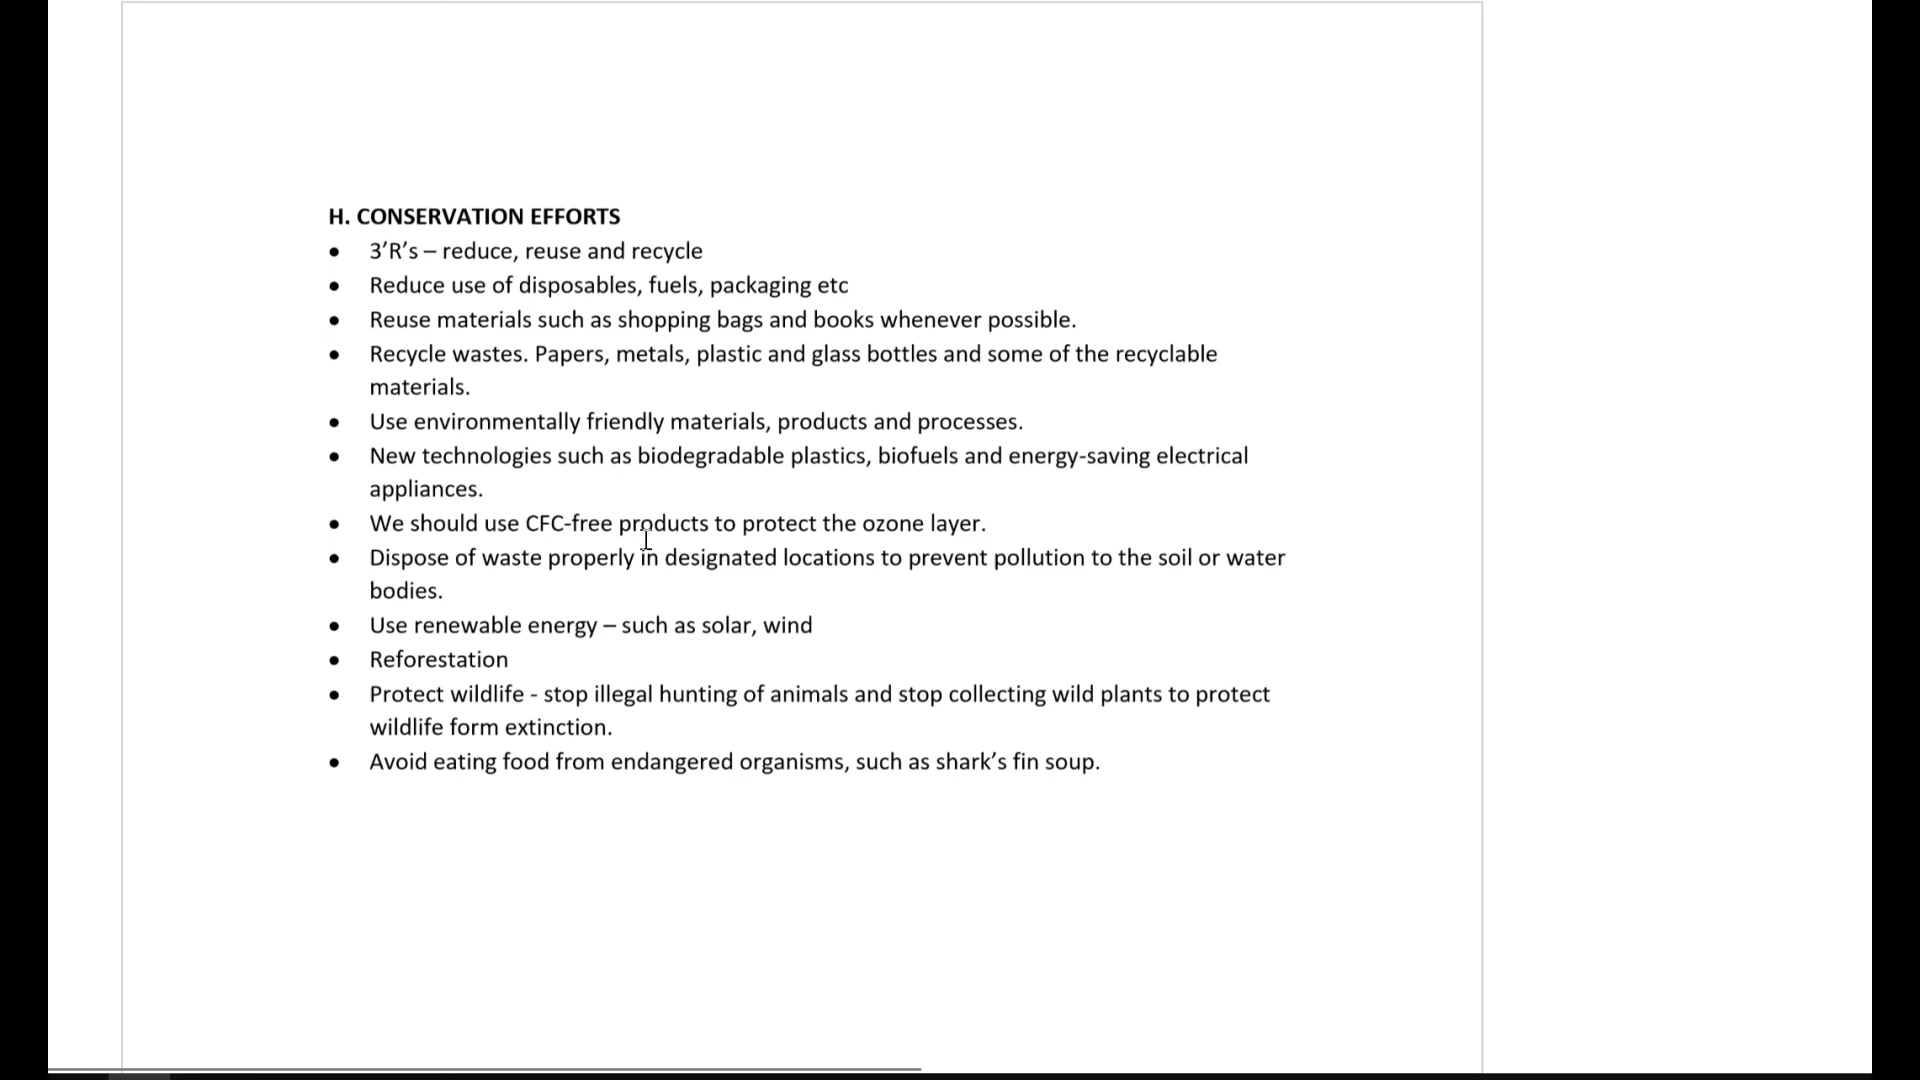 H. CONSERVATION EFFORTS
• 3’R’s – reduce, reuse and recycle
• Reduce use of disposables, fuels, packaging etc
• Reuse materials such as shopping bags and books whenever possible.
• Recycle wastes. Papers, metals, plastic and glass bottles and some of the recyclable
materials.
• Use environmentally friendly materials, products and processes.
• New technologies such as biodegradable plastics, biofuels and energy-saving electrical
appliances.
• We should use CFC-free products to protect the ozone layer.
• Dispose of waste properly in designated locations to prevent pollution to the soil or water
bodies.
• Use renewable energy – such as solar, wind
• Reforestation
• Protect wildlife - stop illegal hunting of animals and stop collecting wild plants to protect
wildlife form extinction.
• Avoid eating food from endangered organisms, such as shark’s fin soup.